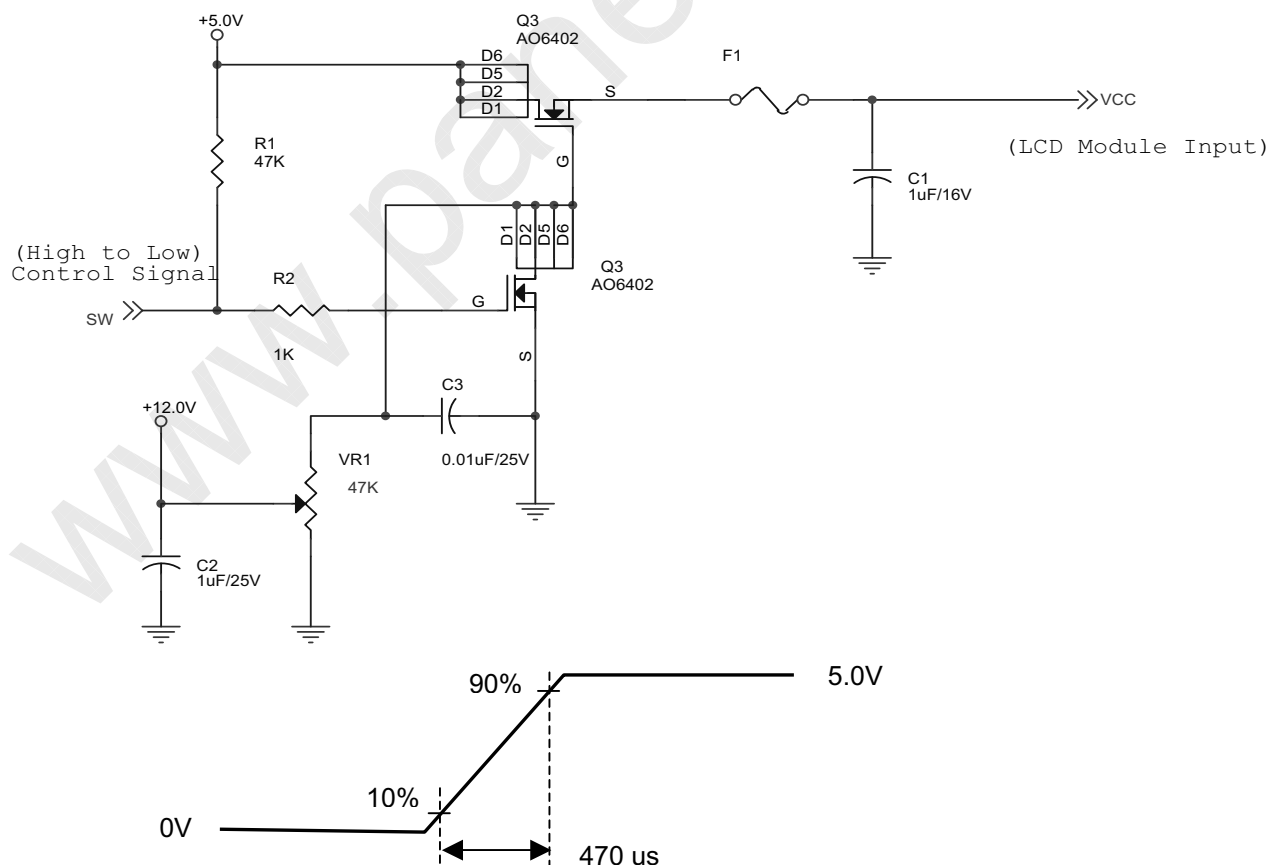 +5.0V
Q3
AO6402
D6
D5
D2
D1
S
F1
VCC
(LCD Module Input)
R1
47K
G
C1
1uF/16V
D1
D2
D5
D6
(High to Low)
Control Signal
Q3
AO6402
R2
SW
G
1K
S
+12.0V
C3
VR1
47K
0.01uF/25V
C2
1uF/25V
90%
5.0V
10%
0V
470 us